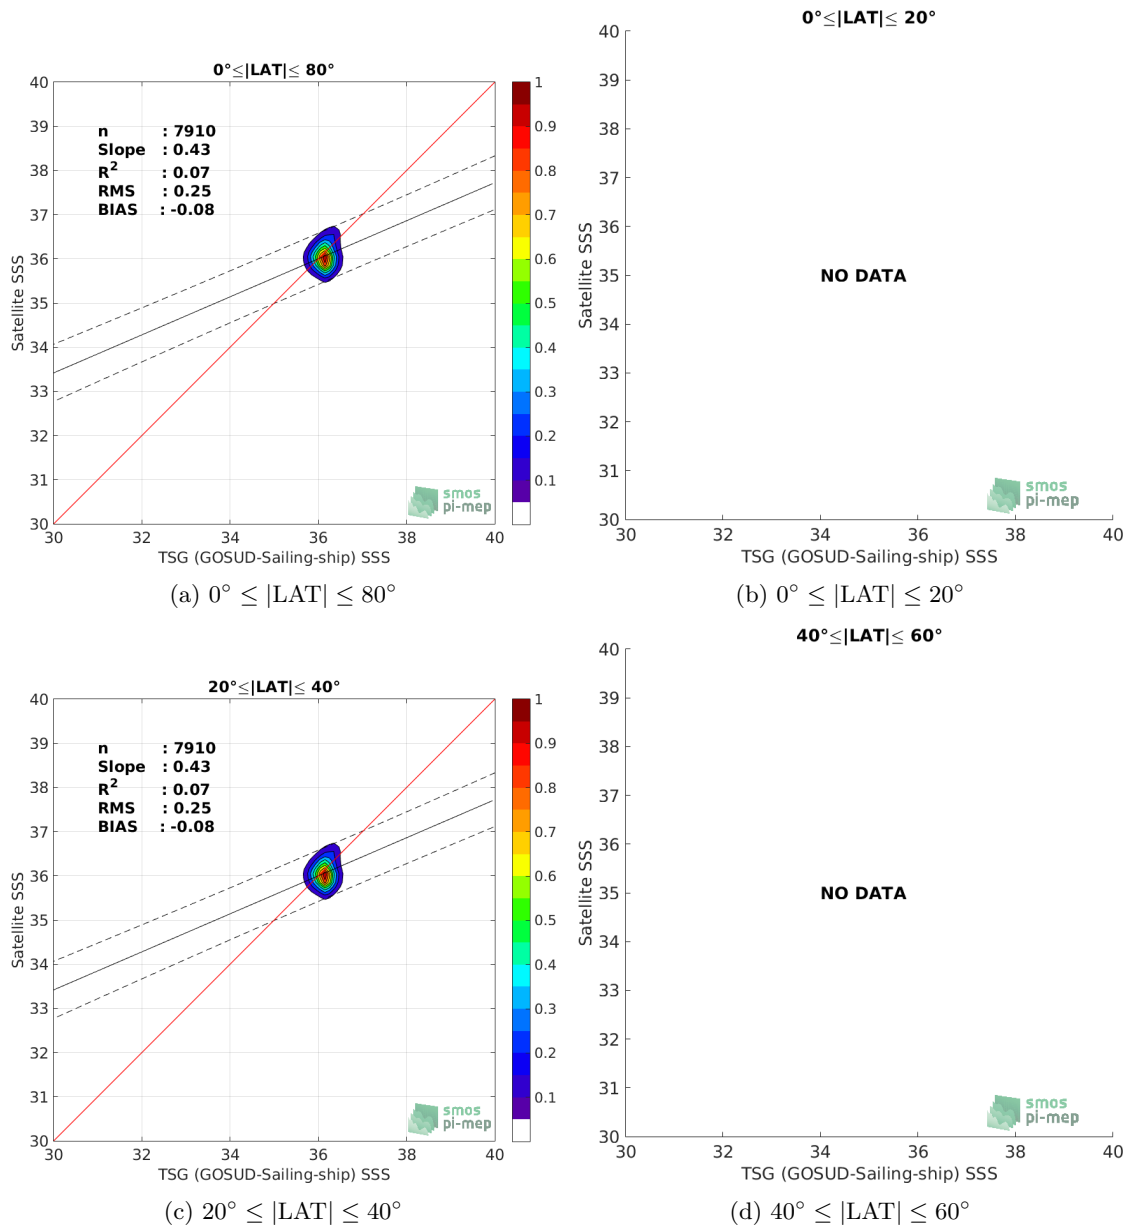 0°≤|LAT|≤ 80°
40
39
38
37
36
35
34
33
32
31
30
Satellite SSS
n : 7910
Slope : 0.43
R² : 0.07
RMS : 0.25
BIAS : -0.08
1
0.9
0.8
0.7
0.6
0.5
0.4
0.3
0.2
0.1
smos
pi-mep
30 32 34 36 38 40
TSG (GOSUD-Sailing-ship) SSS
(a) 0° ≤ |LAT| ≤ 80°
0°≤|LAT|≤ 20°
40
39
38
37
36
35
34
33
32
31
30
Satellite SSS
NO DATA
smos
pi-mep
30 32 34 36 38 40
TSG (GOSUD-Sailing-ship) SSS
(b) 0° ≤ |LAT| ≤ 20°
20°≤|LAT|≤ 40°
40
39
38
37
36
35
34
33
32
31
30
Satellite SSS
n : 7910
Slope : 0.43
R² : 0.07
RMS : 0.25
BIAS : -0.08
1
0.9
0.8
0.7
0.6
0.5
0.4
0.3
0.2
0.1
smos
pi-mep
30 32 34 36 38 40
TSG (GOSUD-Sailing-ship) SSS
(c) 20° ≤ |LAT| ≤ 40°
40°≤|LAT|≤ 60°
40
39
38
37
36
35
34
33
32
31
30
Satellite SSS
NO DATA
smos
pi-mep
30 32 34 36 38 40
TSG (GOSUD-Sailing-ship) SSS
(d) 40° ≤ |LAT| ≤ 60°